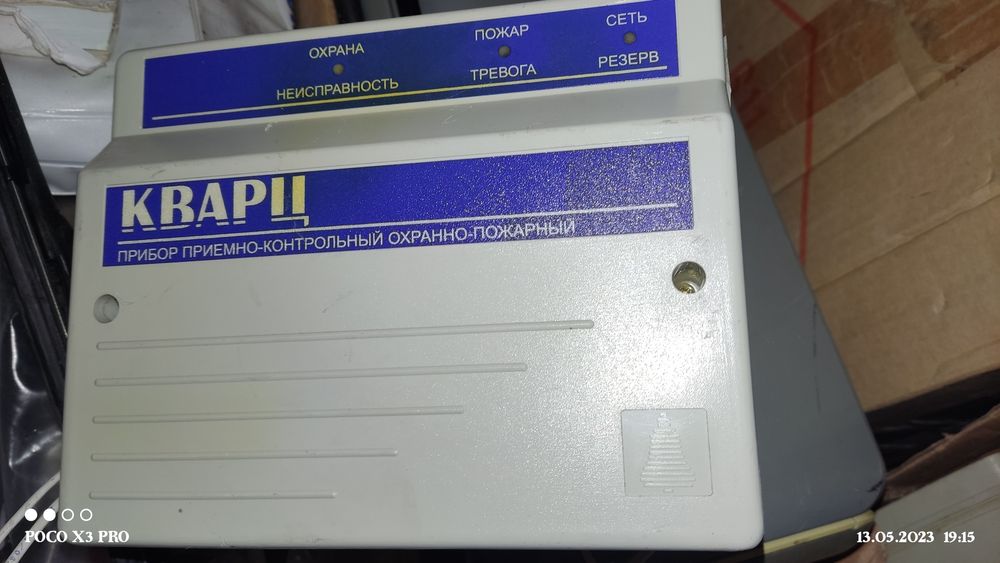 ОХРАНА
НЕИСПРАВНОСТЬ
ПОЖАР
ТРЕВОГА
СЕТЬ
РЕЗЕРВ
КВАРЦ
ПРИБОР ПРИЕМНО-КОНТРОЛЬНЫЙ ОХРАННО-ПОЖАРНЫЙ
POCO X3 PRO
13.05.2023 19:15